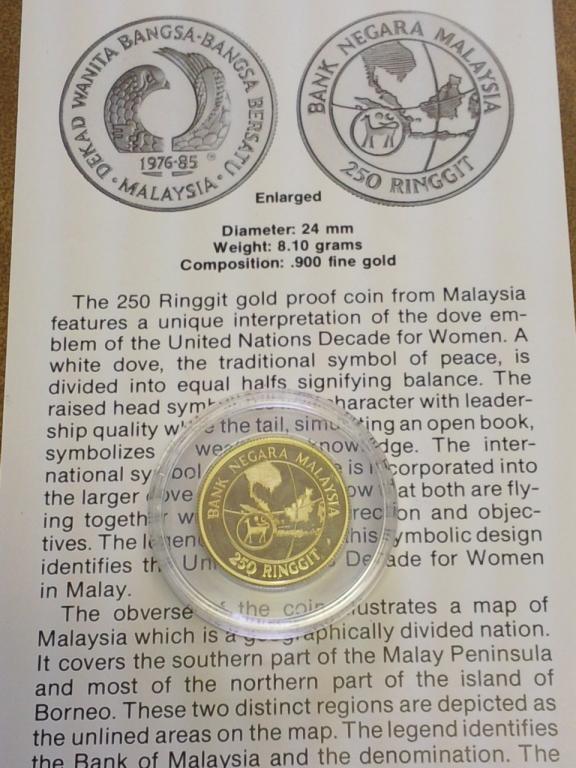 DEKAD WANITA BANGSA-BANGSA BERSATU
1976-85
• MALAYSIA •
BANK NEGARA MALAYSIA
250 RINGGIT
Enlarged
Diameter: 24 mm
Weight: 8.10 grams
Composition: .900 fine gold
The 250 Ringgit gold proof coin from Malaysia
features a unique interpretation of the dove em-
blem of the United Nations Decade for Women. A
white dove, the traditional symbol of peace, is
divided into equal halfs signifying balance. The
raised head character with leader-
ship quality the tail, an open book,
symbolizes The inter-
national is incorporated into
the larger that both are fly-
ing together and objec-
tives. The this symbolic design
identifies Decade for Women
in Malay.
BANK NEGARA MALAYSIA
250 RINGGIT
The obverse the coin illustrates a map of
Malaysia which is a geographically divided nation.
It covers the southern part of the Malay Peninsula
and most of the northern part of the island of
Borneo. These two distinct regions are depicted as
the unlined areas on the map. The legend identifies
the Bank of Malaysia and the denomination. The